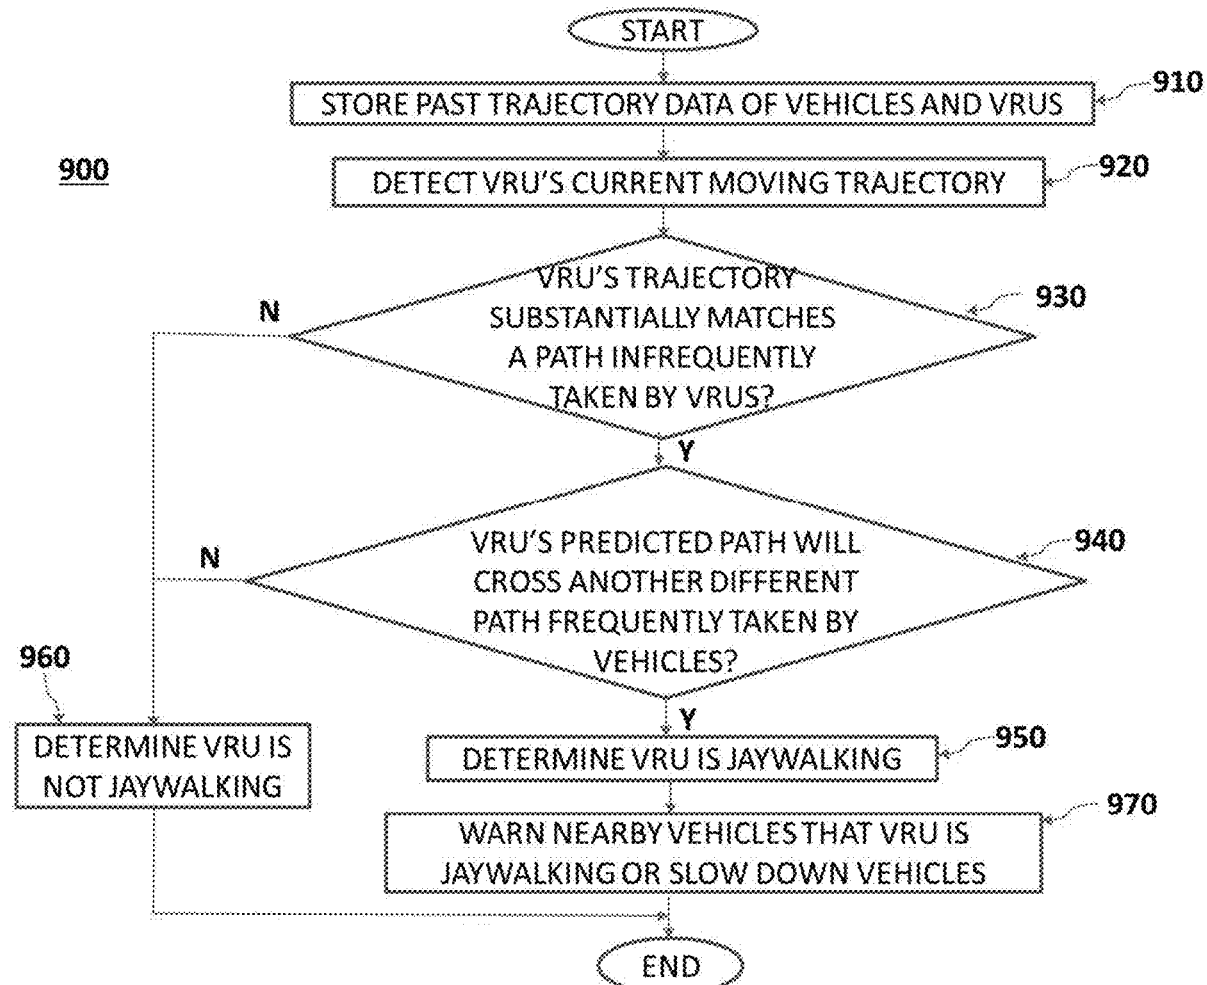 START
STORE PAST TRAJECTORY DATA OF VEHICLES AND VRUS
910
900
DETECT VRU'S CURRENT MOVING TRAJECTORY
920
N
VRU'S TRAJECTORY
SUBSTANTIALLY MATCHES
A PATH INFREQUENTLY
TAKEN BY VRUS?
930
Y
N
VRU'S PREDICTED PATH WILL
CROSS ANOTHER DIFFERENT
PATH FREQUENTLY TAKEN BY
VEHICLES?
940
960
Y
DETERMINE VRU IS
NOT JAYWALKING
DETERMINE VRU IS JAYWALKING
950
WARN NEARBY VEHICLES THAT VRU IS
JAYWALKING OR SLOW DOWN VEHICLES
970
END